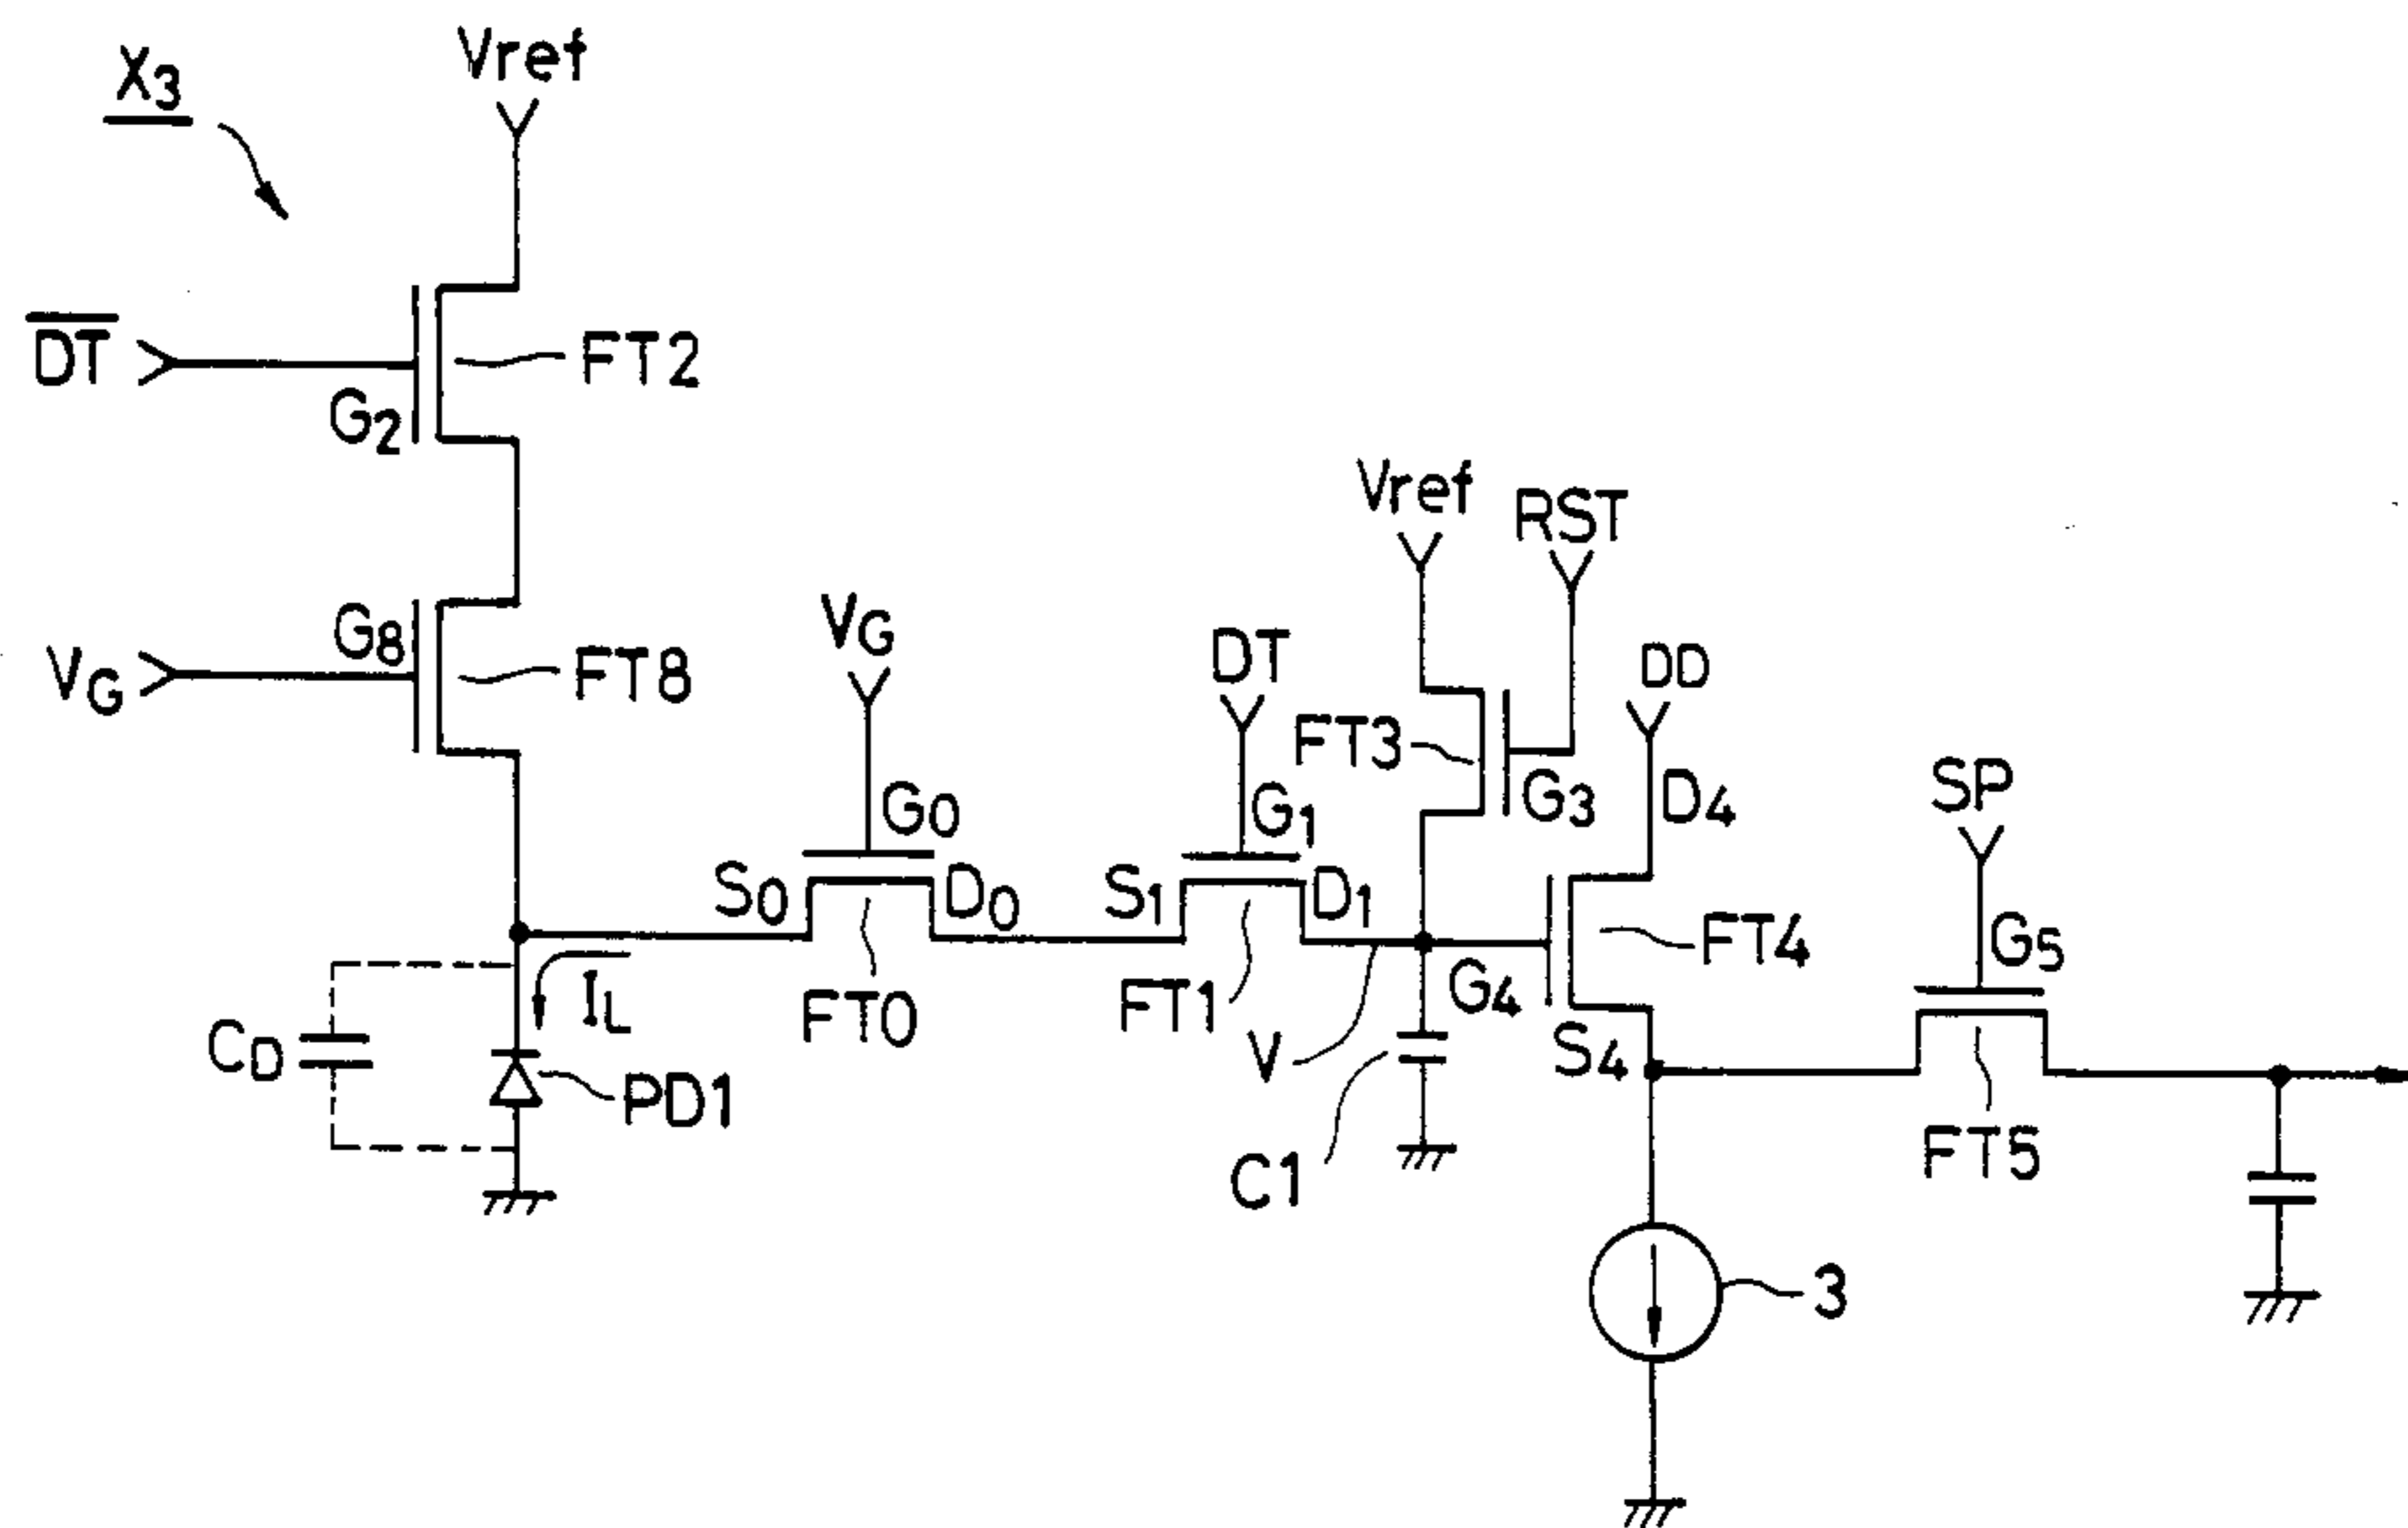 X3
Vref
D̅T̅
FT2
G2
Vref
RST
G8
VG
FT8
VG
DT
DD
FT3
G3
D4
SP
G0
G1
S0
D0
S1
D1
FT4
G5
IL
FT0
FT1
G4
CD
V
S4
PD1
C1
FT5
3